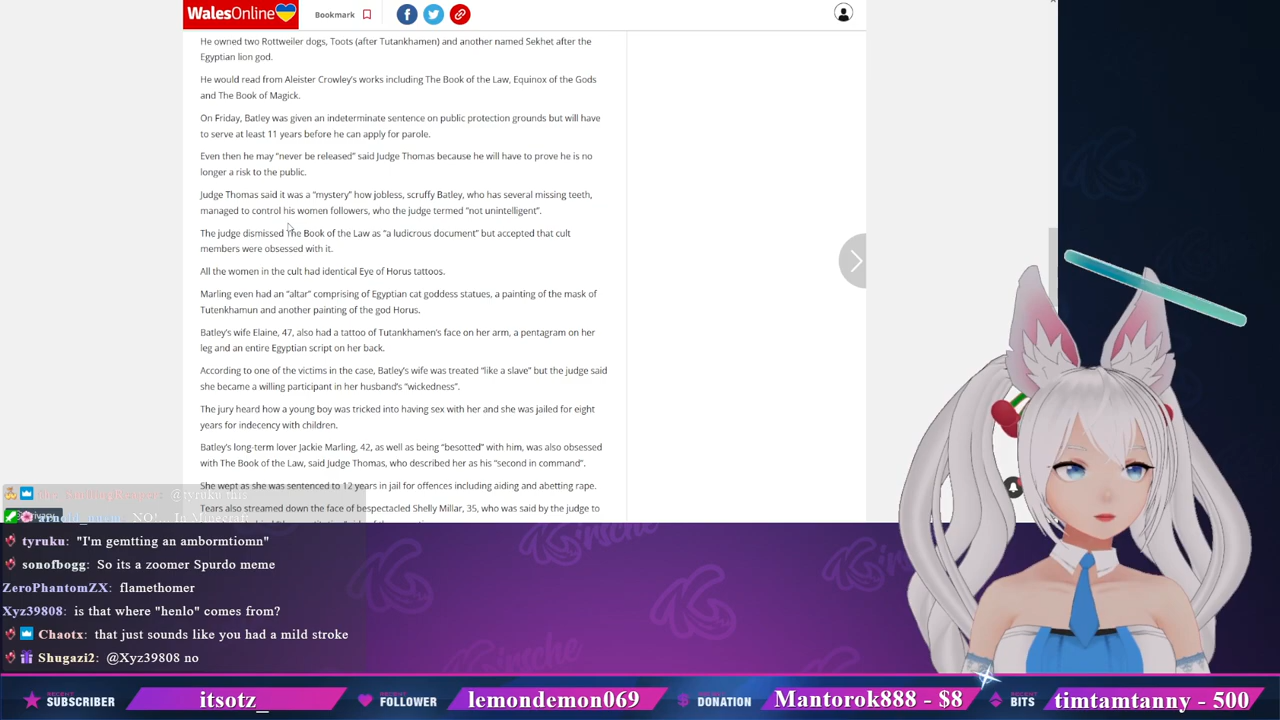 WalesOnline
Bookmark
He owned two Rottweiler dogs, Toots (after Tutankhamen) and another named Sekhet after the
Egyptian lion god.
He would read from Aleister Crowley's works including The Book of the Law, Equinox of the Gods
and The Book of Magick.
On Friday, Batley was given an indeterminate sentence on public protection grounds but will have
to serve at least 11 years before he can apply for parole.
Even then he may “never be released” said Judge Thomas because he will have to prove he is no
longer a risk to the public.
Judge Thomas said it was a “mystery” how jobless, scruffy Batley, who has several missing teeth,
managed to control his women followers, who the judge termed “not unintelligent”.
The judge dismissed The Book of the Law as “a ludicrous document” but accepted that cult
members were obsessed with it.
All the women in the cult had identical Eye of Horus tattoos.
Marling even had an “altar” comprising of Egyptian cat goddess statues, a painting of the mask of
Tutenkhamun and another painting of the god Horus.
Batley's wife Elaine, 47, also had a tattoo of Tutankhamen's face on her arm, a pentagram on her
leg and an entire Egyptian script on her back.
According to one of the victims in the case, Batley's wife was treated “like a slave” but the judge said
she became a willing participant in her husband's “wickedness”.
The jury heard how a young boy was tricked into having sex with her and she was jailed for eight
years for indecency with children.
Batley's long-term lover Jackie Marling, 42, as well as being “besotted” with him, was also obsessed
with The Book of the Law, said Judge Thomas, who described her as his “second in command”.
She wept as she was sentenced to 12 years in jail for offences including aiding and abetting rape.
Tears also streamed down the face of bespectacled Shelly Millar, 35, who was said by the judge to
@tyruku this
NO! In Minecraft
tyruku: "I'm gemtting an ambormtiomn"
sonofbogg: So its a zoomer Spurdo meme
ZeroPhantomZX: flamethomer
Xyz39808: is that where "henlo" comes from?
Chaotx: that just sounds like you had a mild stroke
Shugazi2: @Xyz39808 no
RECENT SUBSCRIBER itsotz_ RECENT FOLLOWER lemondemon069 RECENT DONATION Mantorok888 - $8 RECENT BITS timtamtanny - 500